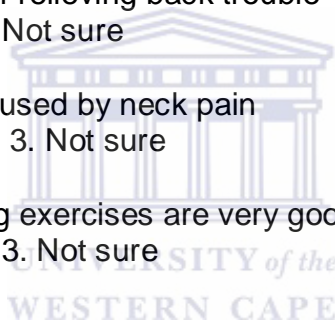 relieving back trouble
Not sure
used by neck pain
3. Not sure
g exercises are very goo
3. Not sure
UNIVERSITY of the
WESTERN CAPE